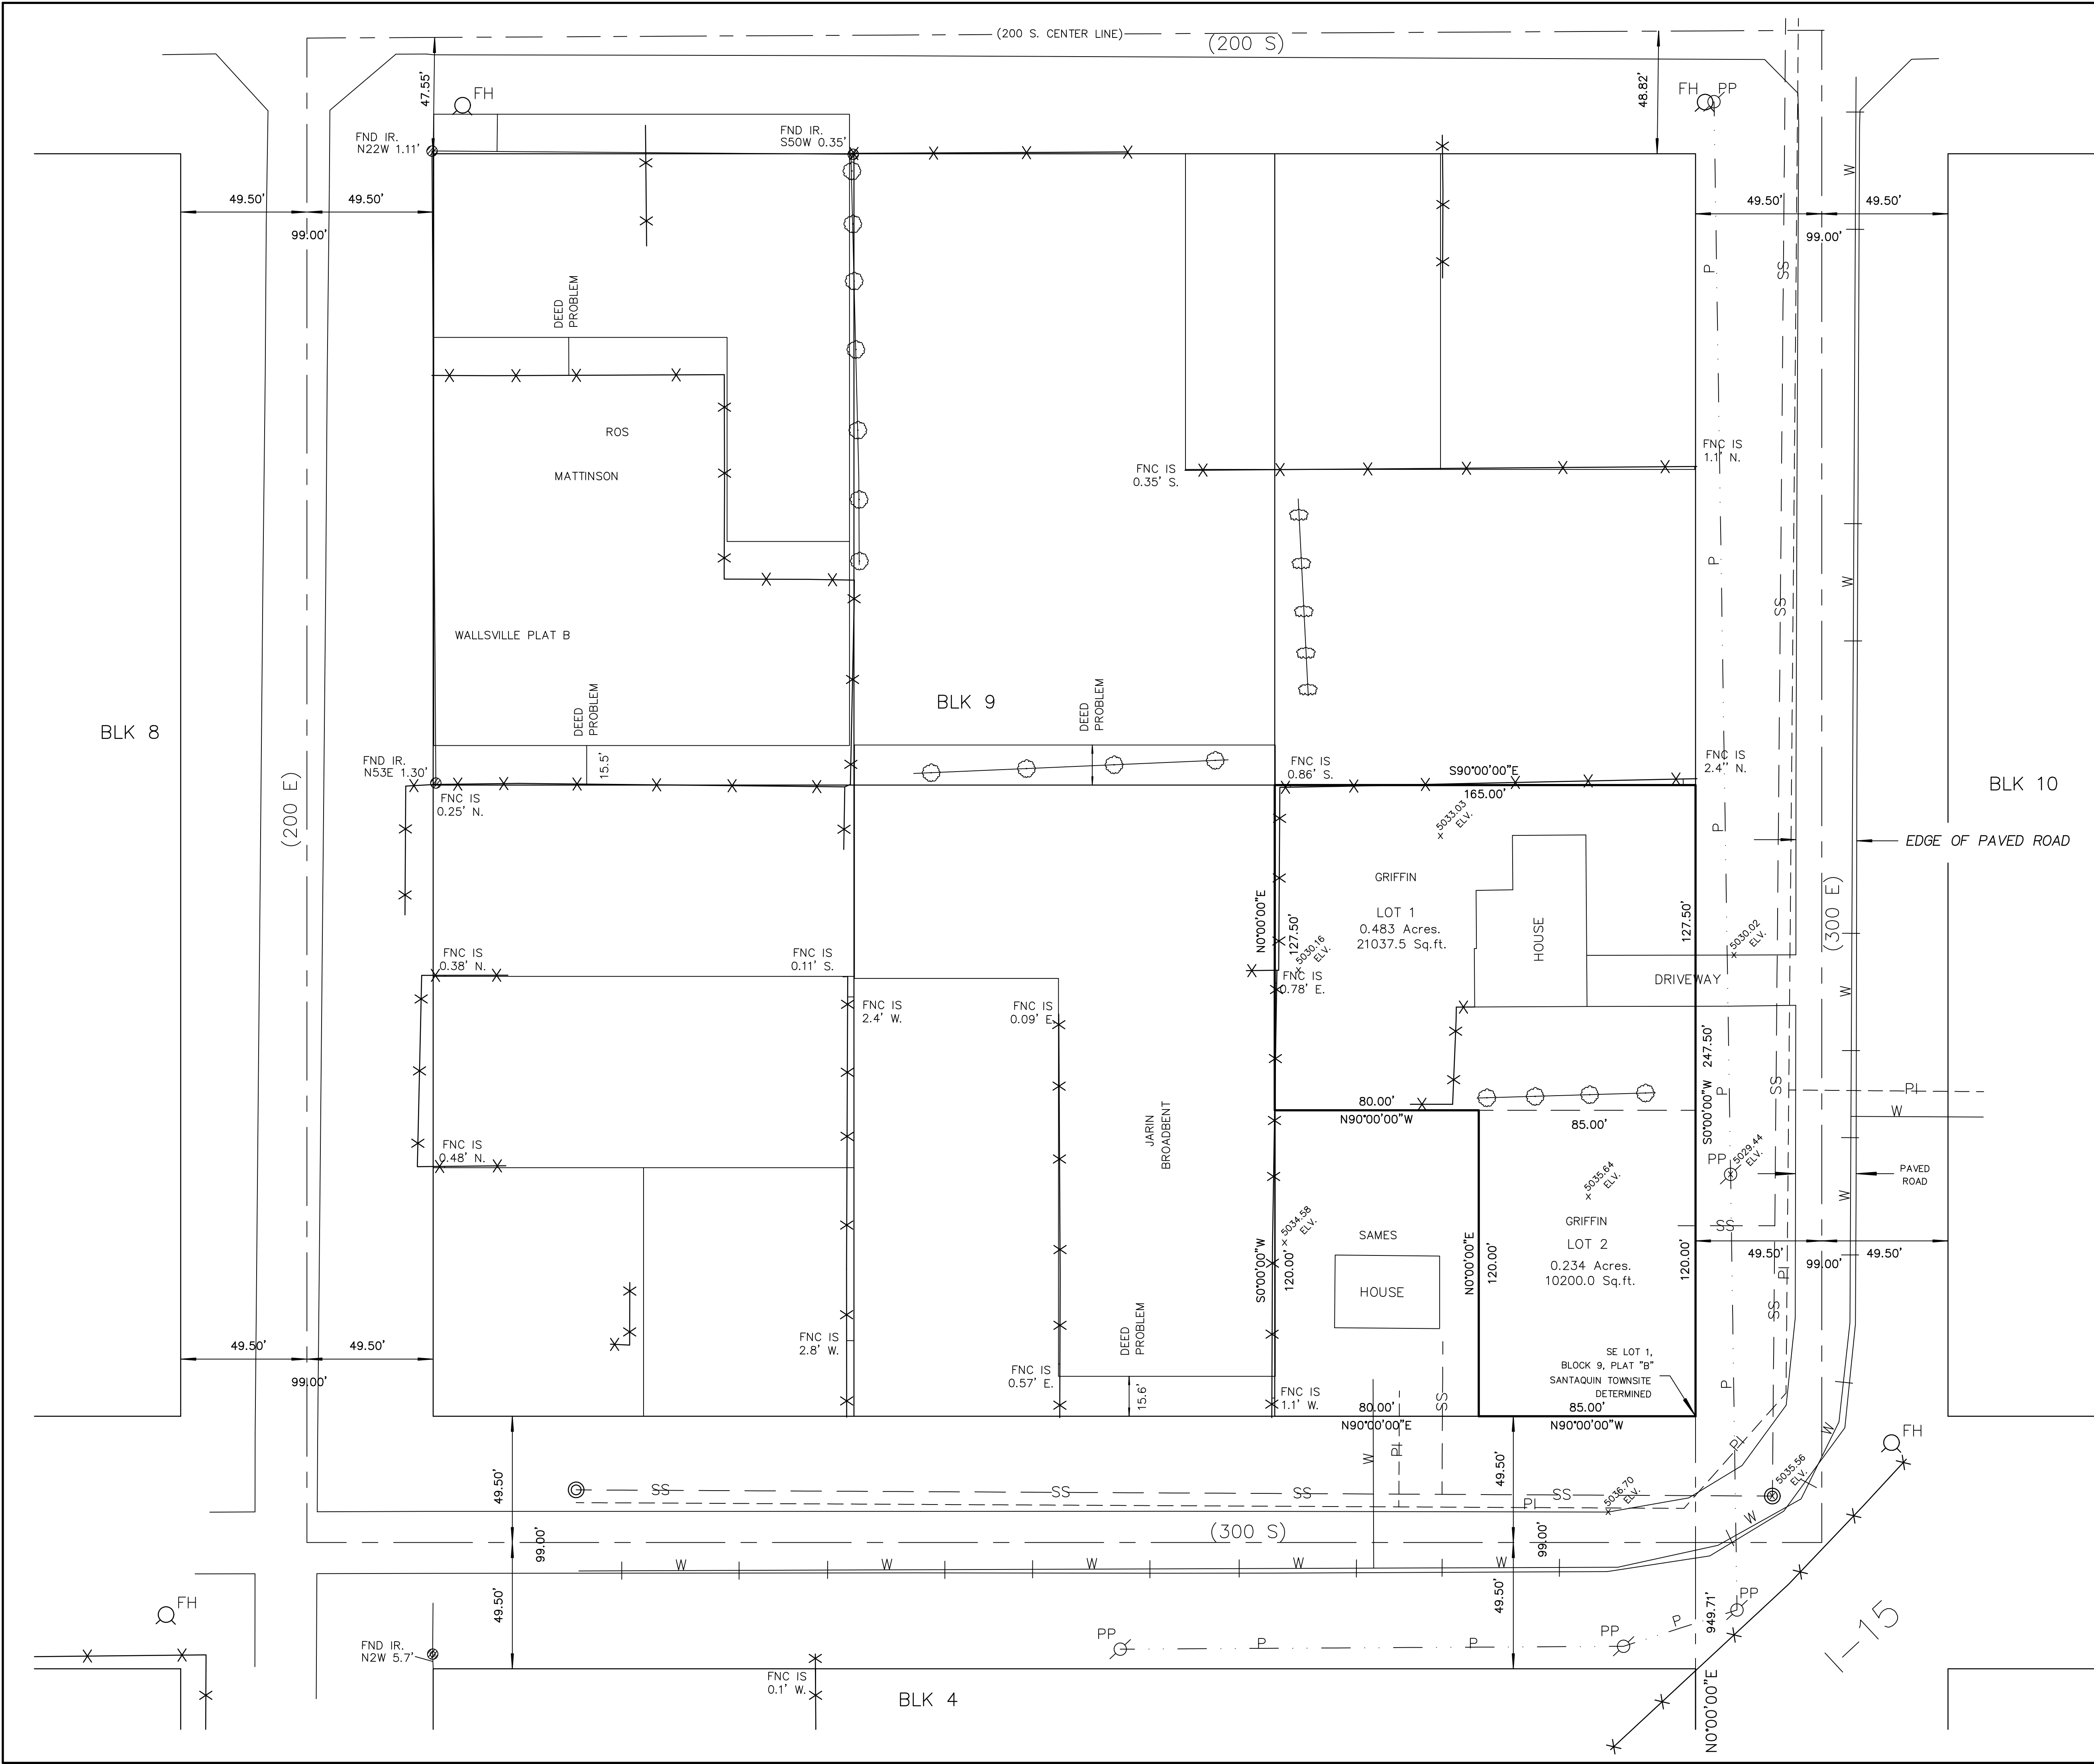 (200 S. CENTER LINE)
(200 S)
47.55'
FH
FND IR.
N22W 1.11'
FND IR.
S50W 0.35'
48.82'
FH
PP
W
49.50'
49.50'
99.00'
49.50'
49.50'
99.00'
P
SS
DEED
PROBLEM
ROS
MATTINSON
FNC IS
0.35' S.
FNC IS
1.1' N.
P
W
SS
WALLSVILLE PLAT B
BLK 9
DEED
PROBLEM
DEED
PROBLEM
15.5'
BLK 8
(200 E)
FND IR.
N53E 1.30'
FNC IS
0.25' N.
FNC IS
0.86' S.
S90°00'00"E
165.00'
FNC IS
2.4" N.
BLK 10
5033.03
ELV.
P
EDGE OF PAVED ROAD
GRIFFIN
LOT 1
0.483 Acres.
21037.5 Sq.ft.
HOUSE
N0°00'00"E
127.50'
127.50'
(300 E)
5030.16
ELV.
5030.02
ELV.
FNC IS
0.38' N.
FNC IS
0.11' S.
FNC IS
0.78' E.
DRIVEWAY
W
FNC IS
2.4' W.
FNC IS
0.09' E.
S0°00'00"W 247.50'
P
SS
PI
W
80.00'
N90°00'00"W
85.00'
JARIN
BROADBENT
FNC IS
0.48' N.
5029.44
ELV.
PP
PAVED
ROAD
W
5035.64
ELV.
5034.58
ELV.
SAMES
GRIFFIN
LOT 2
0.234 Acres.
10200.0 Sq.ft.
SS
HOUSE
S0°00'00"W
120.00'
N0°00'00"E
120.00'
120.00'
49.50'
49.50'
99.00'
PI
SS
DEED
PROBLEM
FNC IS
2.8' W.
49.50'
49.50'
99.00'
FNC IS
0.57' E.
15.6'
FNC IS
1.1' W.
SE LOT 1,
BLOCK 9, PLAT "B"
SANTAQUIN TOWNSITE
DETERMINED
P
80.00'
N90°00'00"E
85.00'
N90°00'00"W
SS
W
PI
PI
W
FH
49.50'
49.50'
SS
SS
SS
SS
PI
5036.70
ELV.
5035.56
ELV.
W
(300 S)
99.00'
99.00'
W
W
W
W
W
49.50'
49.50'
FH
949.71'
N0°00'00"E
PP
PP
PP
P
P
P
I-15
FND IR.
N2W 5.7'
FNC IS
0.1' W.
BLK 4